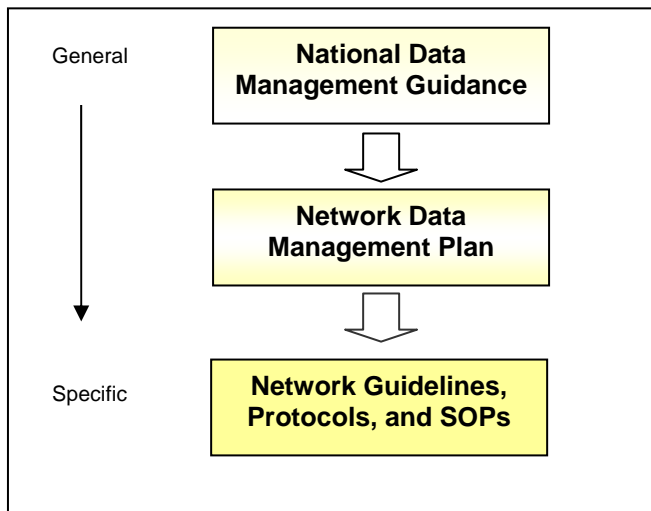 General
National Data
Management Guidance
Network Data
Management Plan
Specific
Network Guidelines,
Protocols, and SOPs